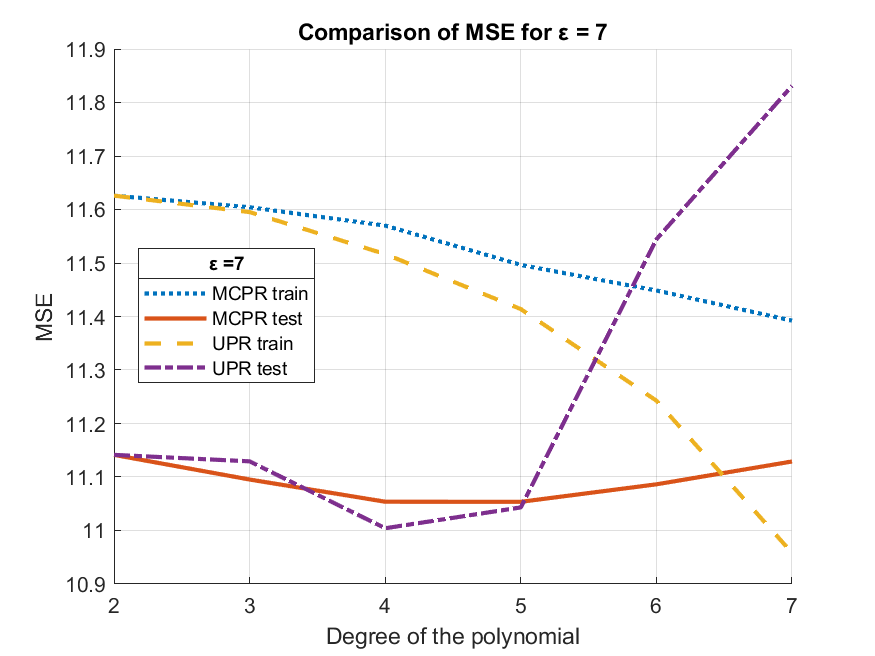 Comparison of MSE for ε = 7
11.9
11.8
11.7
11.6
11.5
11.4
11.3
11.2
11.1
11
10.9
MSE
ε =7
MCPR train
MCPR test
UPR train
UPR test
2 3 4 5 6 7
Degree of the polynomial